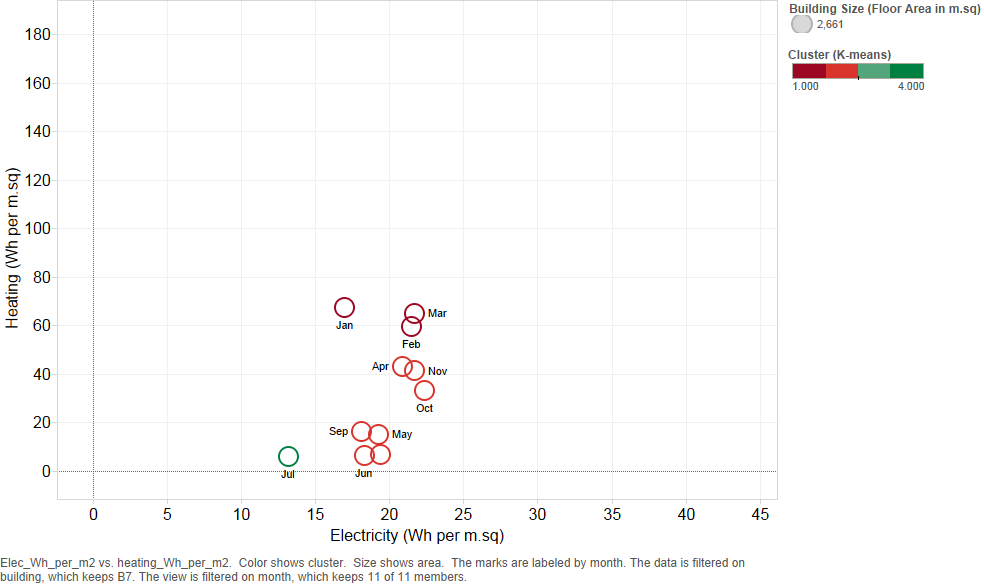 Building Size (Floor Area in m.sq)
2,661
Cluster (K-means)
1.000 4.000
Heating (Wh per m.sq)
180
160
140
120
100
80
60
40
20
0
Jan
Mar
Feb
Apr
Nov
Oct
Sep
May
Jun
Jul
0 5 10 15 20 25 30 35 40 45
Electricity (Wh per m.sq)
Elec_Wh_per_m2 vs. heating_Wh_per_m2.  Color shows cluster.  Size shows area.  The marks are labeled by month. The data is filtered on
building, which keeps B7. The view is filtered on month, which keeps 11 of 11 members.